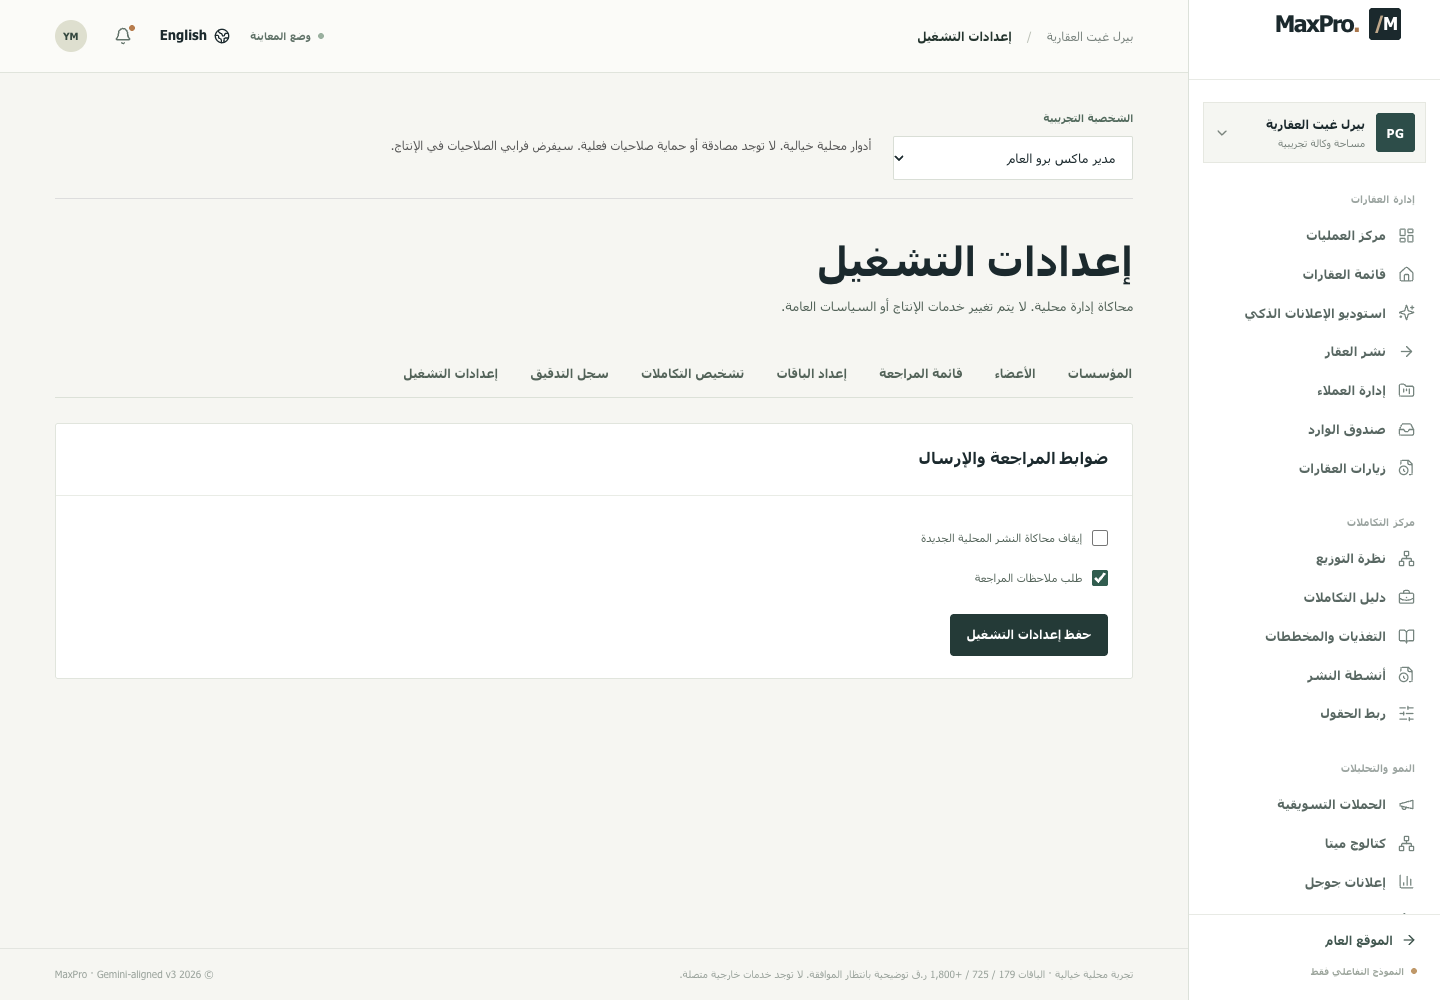 MaxPro.
/M
PG
بيرل غيت العقارية
مساحة وكالة تجريبية
إدارة العقارات
مركز العمليات
قائمة العقارات
استوديو الإعلانات الذكي
نشر العقار
إدارة العملاء
صندوق الوارد
زيارات العقارات
مركز التكاملات
نظرة التوزيع
دليل التكاملات
التغذيات والمخططات
أنشطة النشر
ربط الحقول
النمو والتحليلات
الحملات التسويقية
كتالوج ميتا
إعلانات جوجل
الموقع العام
النموذج التفاعلي فقط
بيرل غيت العقارية / إعدادات التشغيل
وضع المعاينة
English
YM
الشخصية التجريبية
مدير ماكس برو العام
أدوار محلية خيالية. لا توجد مصادقة أو حماية صلاحيات فعلية. سيفرض فرابي الصلاحيات في الإنتاج.
إعدادات التشغيل
محاكاة إدارة محلية. لا يتم تغيير خدمات الإنتاج أو السياسات العامة.
المؤسسات الأعضاء قائمة المراجعة إعداد الباقات تشخيص التكاملات سجل التدقيق إعدادات التشغيل
ضوابط المراجعة والإرسال
إيقاف محاكاة النشر المحلية الجديدة
طلب ملاحظات المراجعة
حفظ إعدادات التشغيل
تجربة محلية خيالية · الباقات 179 / 725 / 1,800+ ر.ق توضيحية بانتظار الموافقة. لا توجد خدمات خارجية متصلة.
MaxPro · Gemini-aligned v3 2026 ©